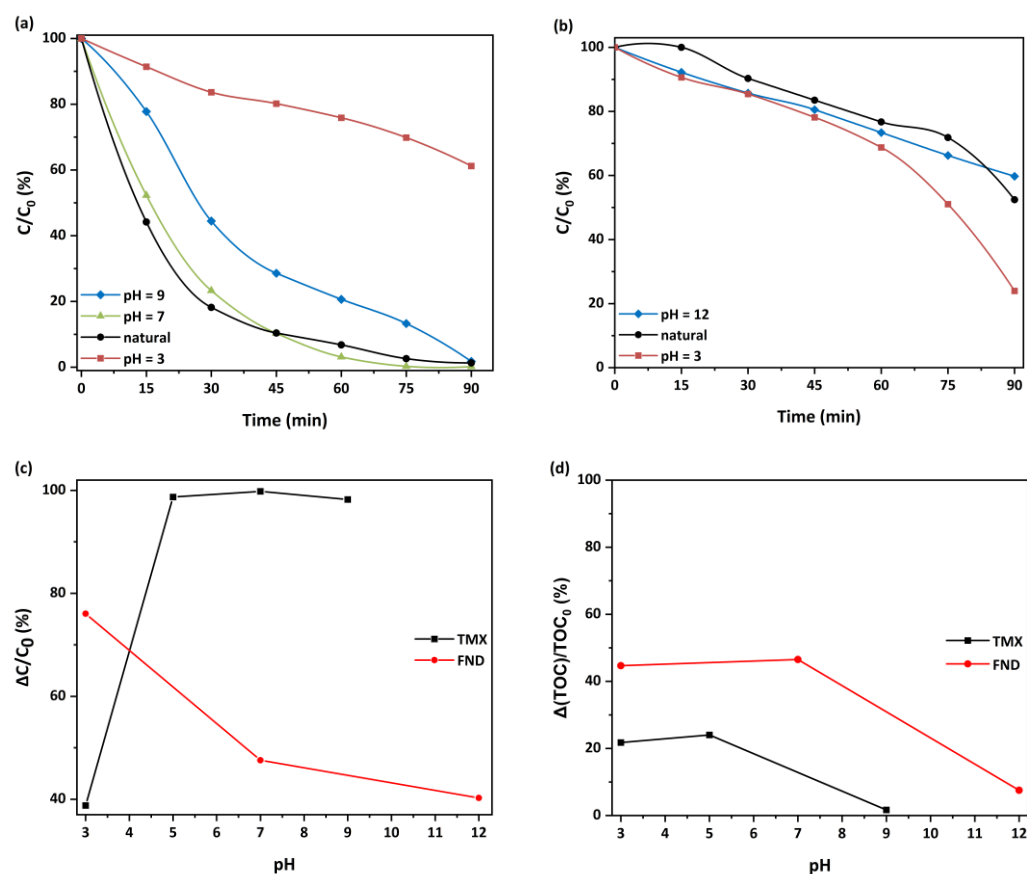 (a)
C/C0 (%)
100
80
60
40
20
0
pH = 9
pH = 7
natural
pH = 3
0 15 30 45 60 75 90
Time (min)
(b)
C/C0 (%)
100
80
60
40
20
0
pH = 12
natural
pH = 3
0 15 30 45 60 75 90
Time (min)
(c)
ΔC/C0 (%)
100
80
60
40
TMX
FND
3 4 5 6 7 8 9 10 11 12
pH
(d)
Δ(TOC)/TOC0 (%)
100
80
60
40
20
0
TMX
FND
3 4 5 6 7 8 9 10 11 12
pH